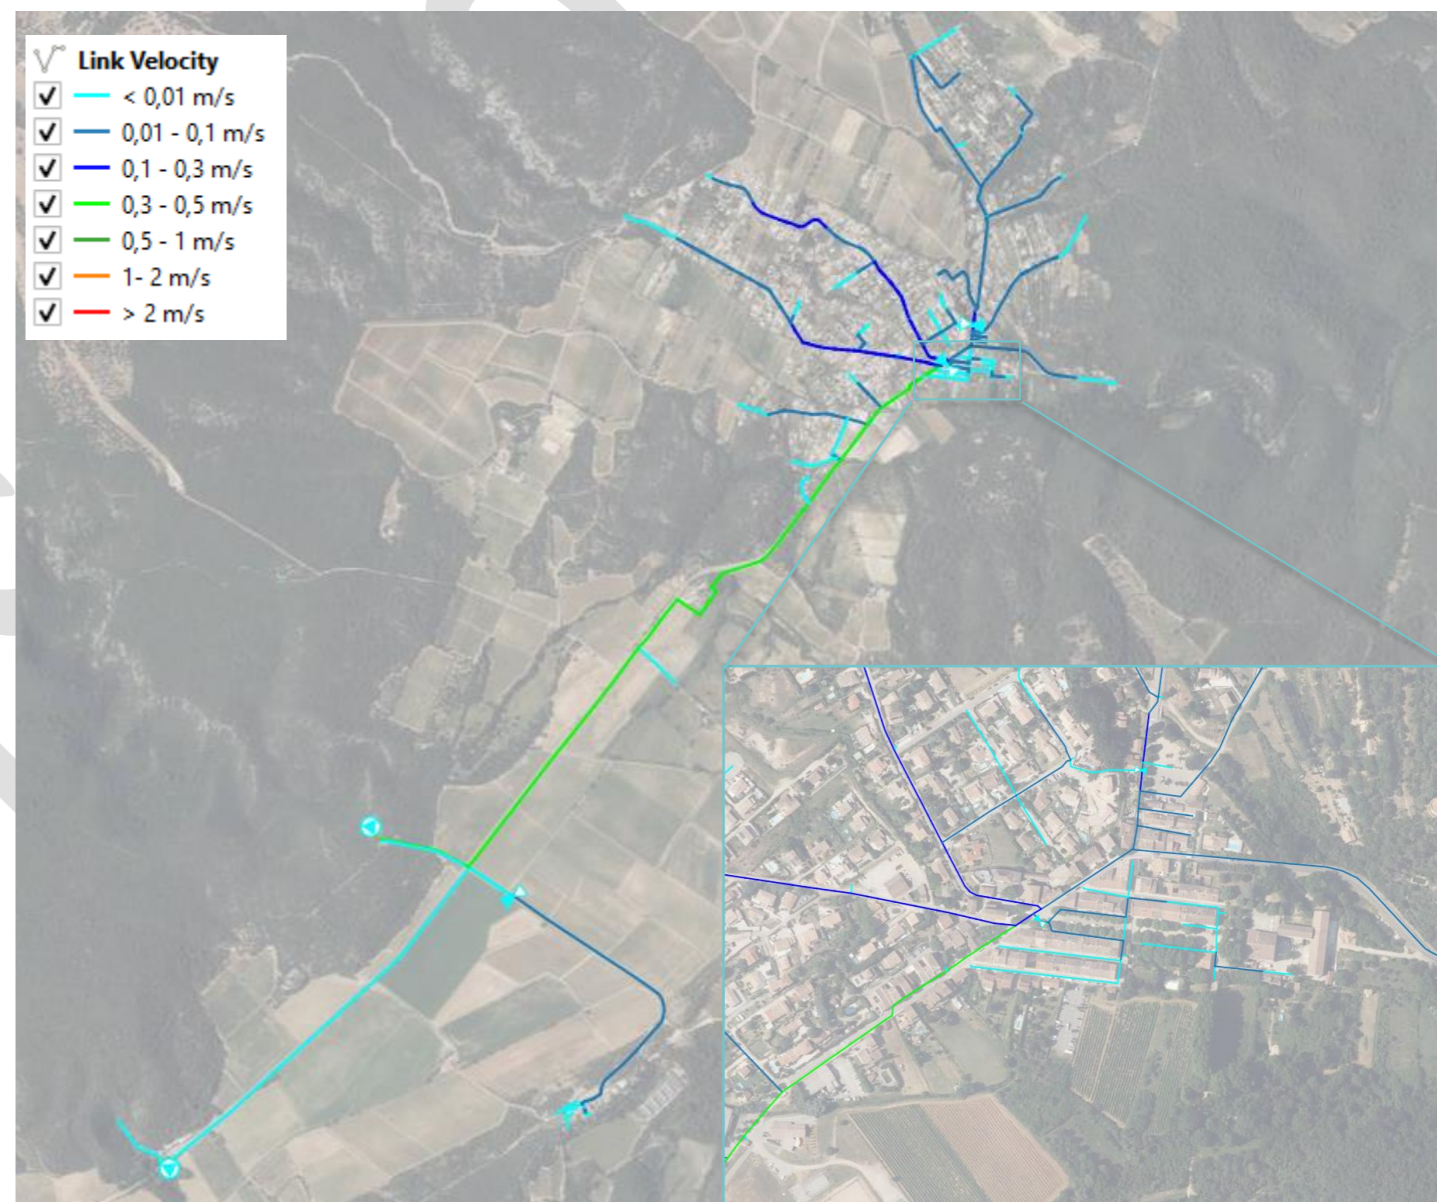 Link Velocity
< 0,01 m/s
0,01 - 0,1 m/s
0,1 - 0,3 m/s
0,3 - 0,5 m/s
0,5 - 1 m/s
1- 2 m/s
> 2 m/s